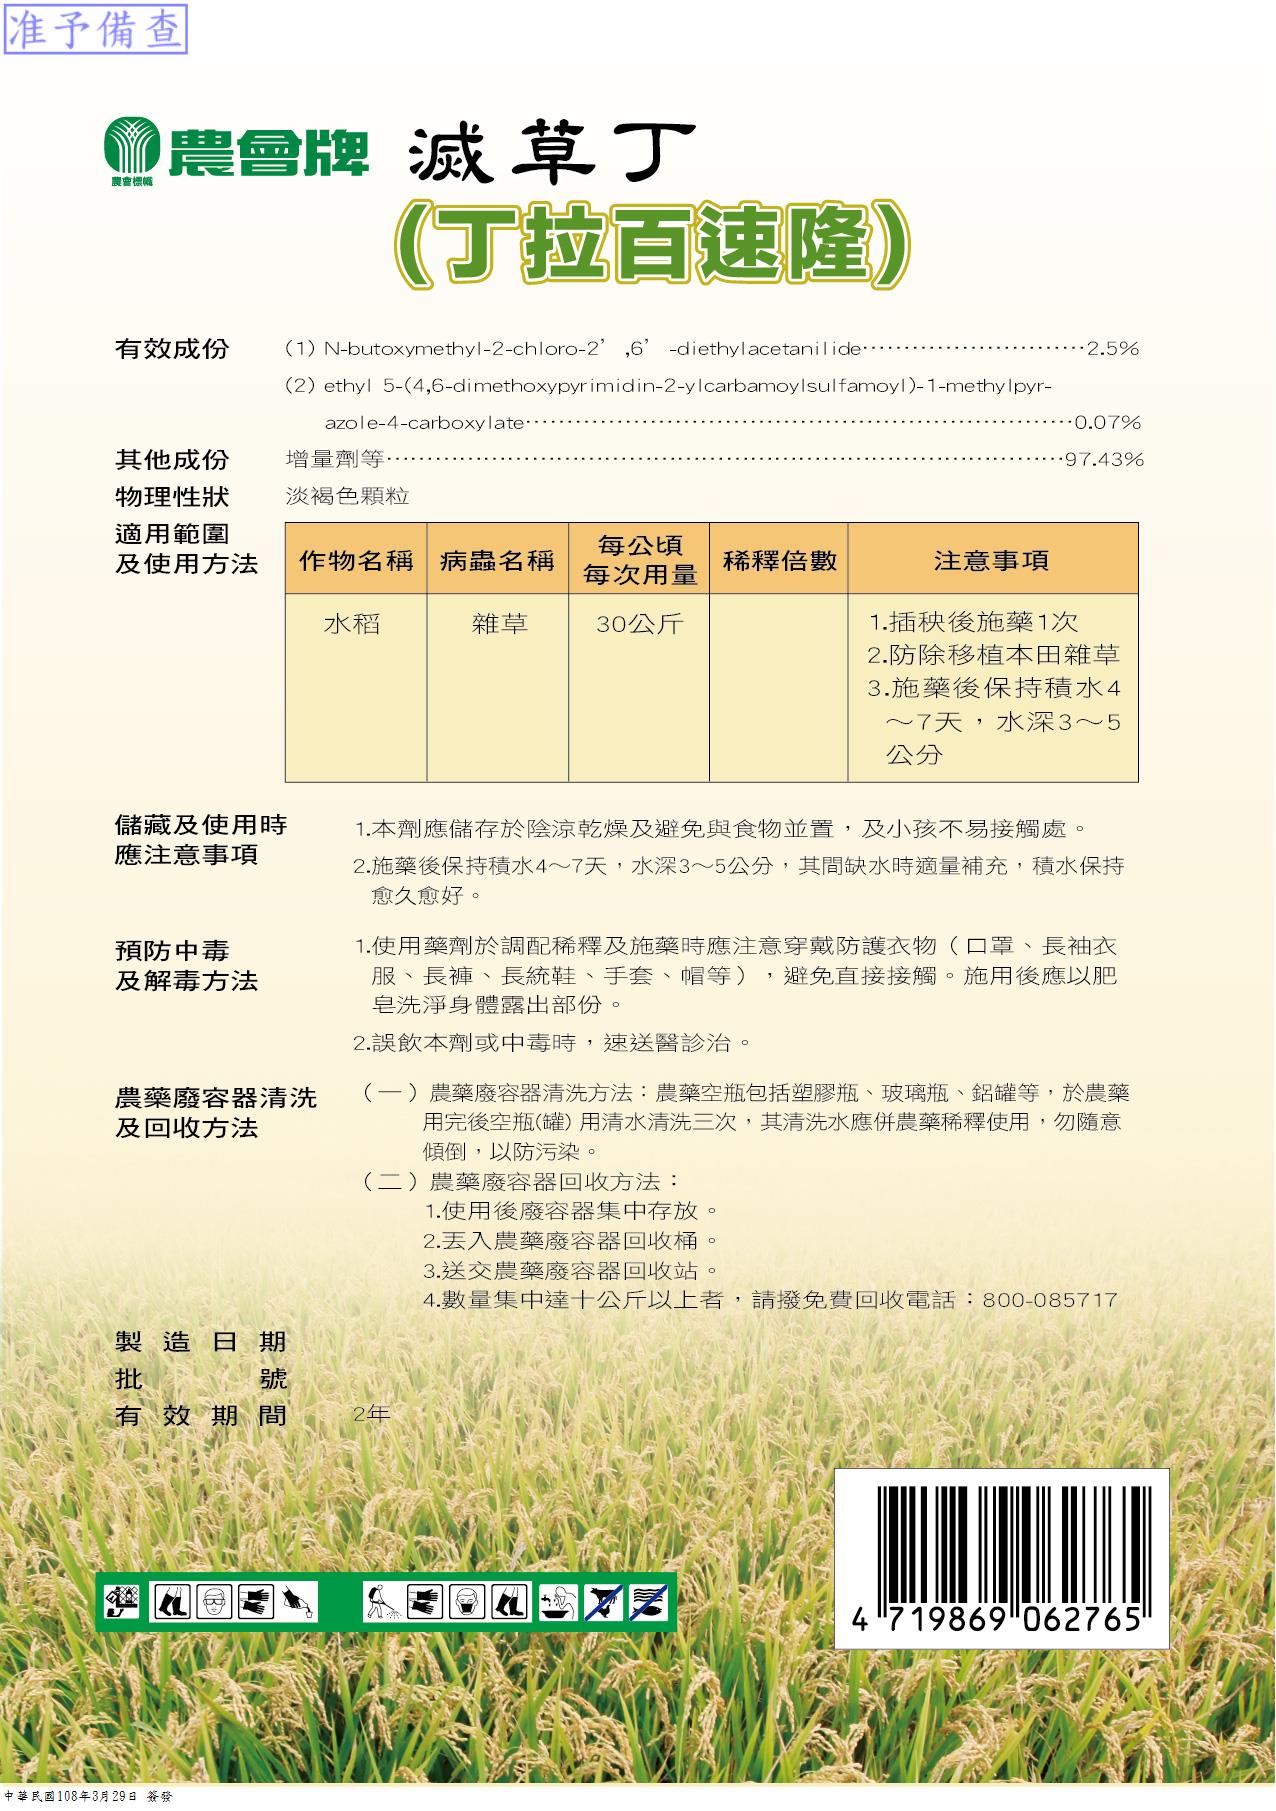 准予備查
農會牌 滅草丁
農會標幟
(丁拉百速隆)
有效成份 (1) N-butoxymethyl-2-chloro-2’,6’-diethylacetanilide…………………………2.5%
(2) ethyl 5-(4,6-dimethoxypyrimidin-2-ylcarbamoylsulfamoyl)-1-methylpyr-
azole-4-carboxylate……………………………………………………………0.07%
其他成份 增量劑等……………………………………………………………………………97.43%
物理性狀 淡褐色顆粒
適用範圍
及使用方法
作物名稱 病蟲名稱 每公頃 稀釋倍數 注意事項
每次用量
水稻 雜草 30公斤 1.插秧後施藥1次
2.防除移植本田雜草
3.施藥後保持積水4
～7天，水深3～5
公分
儲藏及使用時
應注意事項
1.本劑應儲存於陰涼乾燥及避免與食物並置，及小孩不易接觸處。
2.施藥後保持積水4～7天，水深3～5公分，其間缺水時適量補充，積水保持
愈久愈好。
預防中毒
及解毒方法
1.使用藥劑於調配稀釋及施藥時應注意穿戴防護衣物（口罩、長袖衣
服、長褲、長統鞋、手套、帽等），避免直接接觸。施用後應以肥
皂洗淨身體露出部份。
2.誤飲本劑或中毒時，速送醫診治。
農藥廢容器清洗
及回收方法
（一）農藥廢容器清洗方法：農藥空瓶包括塑膠瓶、玻璃瓶、鋁罐等，於農藥
用完後空瓶(罐) 用清水清洗三次，其清洗水應併農藥稀釋使用，勿隨意
傾倒，以防污染。
（二）農藥廢容器回收方法：
1.使用後廢容器集中存放。
2.丟入農藥廢容器回收桶。
3.送交農藥廢容器回收站。
4.數量集中達十公斤以上者，請撥免費回收電話：800-085717
製造日期
批號
有效期間 2年
4 719869 062765
中華民國108年3月29日 簽發